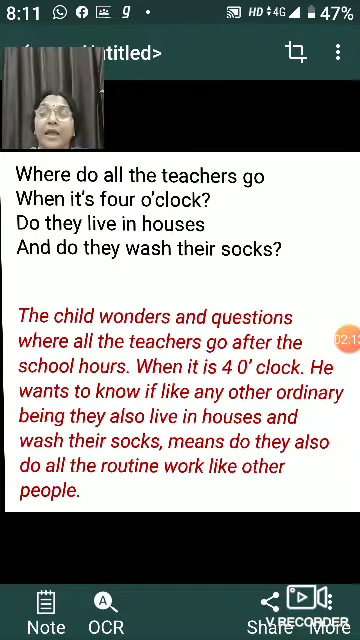 8:11 HD 4G 47%
Untitled>
Where do all the teachers go
When it's four o'clock?
Do they live in houses
And do they wash their socks?
The child wonders and questions
where all the teachers go after the
school hours. When it is 4 0' clock. He
wants to know if like any other ordinary
being they also live in houses and
wash their socks, means do they also
do all the routine work like other
people.
02:13
A
Note OCR Share More
V RECORDER